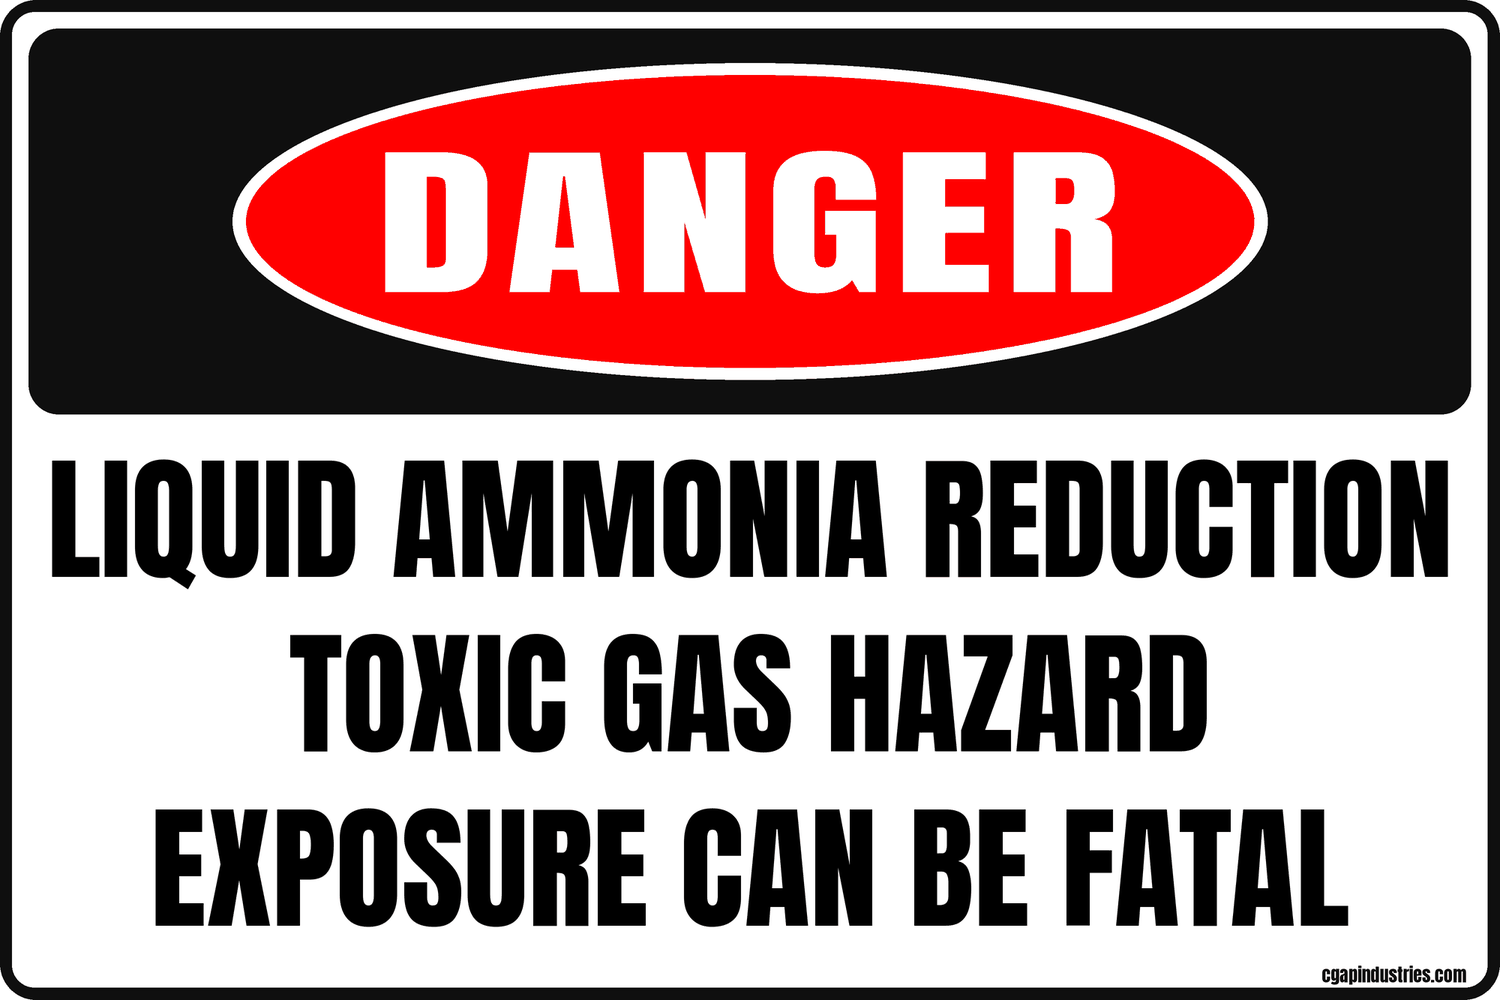 DANGER
LIQUID AMMONIA REDUCTION
TOXIC GAS HAZARD
EXPOSURE CAN BE FATAL
cgapindustries.com